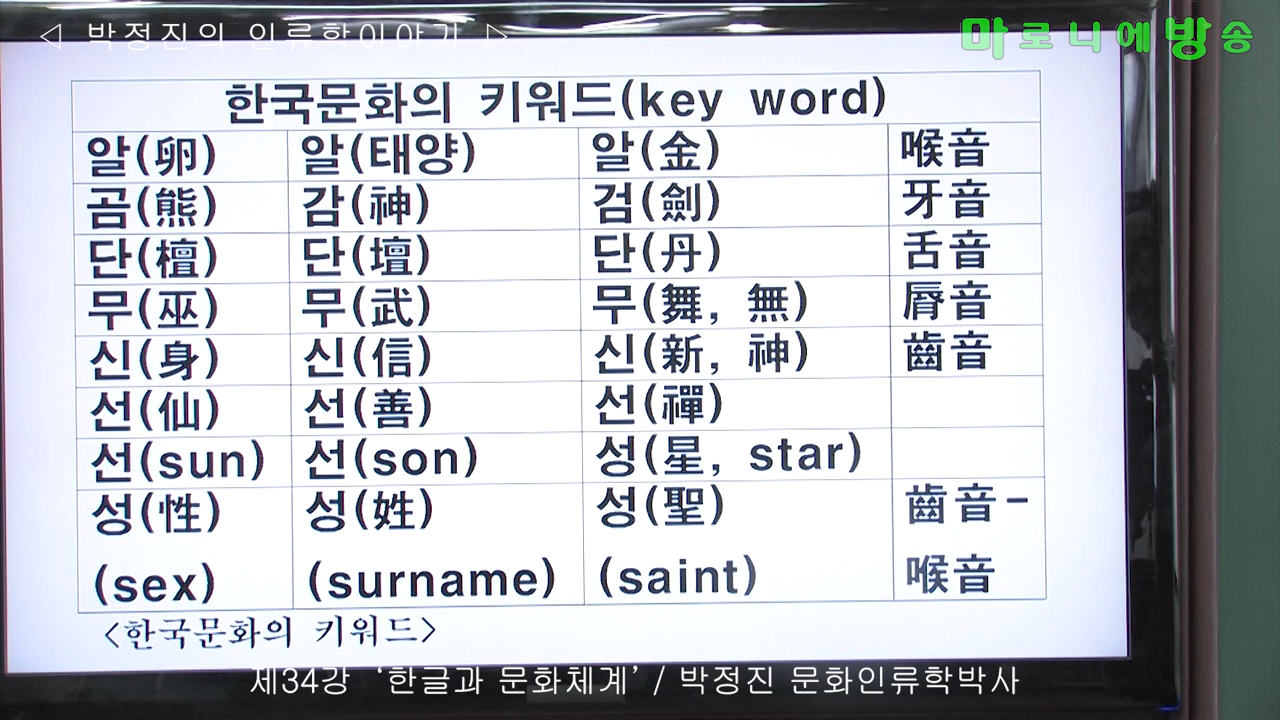 ◁ 박정진의 인류학이야기 ▷
마로니에방송
한국문화의 키워드(key word)
알(卵) 알(태양) 알(金) 喉音
곰(熊) 감(神) 검(劍) 牙音
단(檀) 단(壇) 단(丹) 舌音
무(巫) 무(武) 무(舞, 無) 脣音
신(身) 신(信) 신(新, 神) 齒音
선(仙) 선(善) 선(禪)
선(sun) 선(son) 성(星, star)
성(性) 성(姓) 성(聖) 齒音-
(sex) (surname) (saint) 喉音
<한국문화의 키워드>
제34강 ‘한글과 문화체계’ / 박정진 문화인류학박사